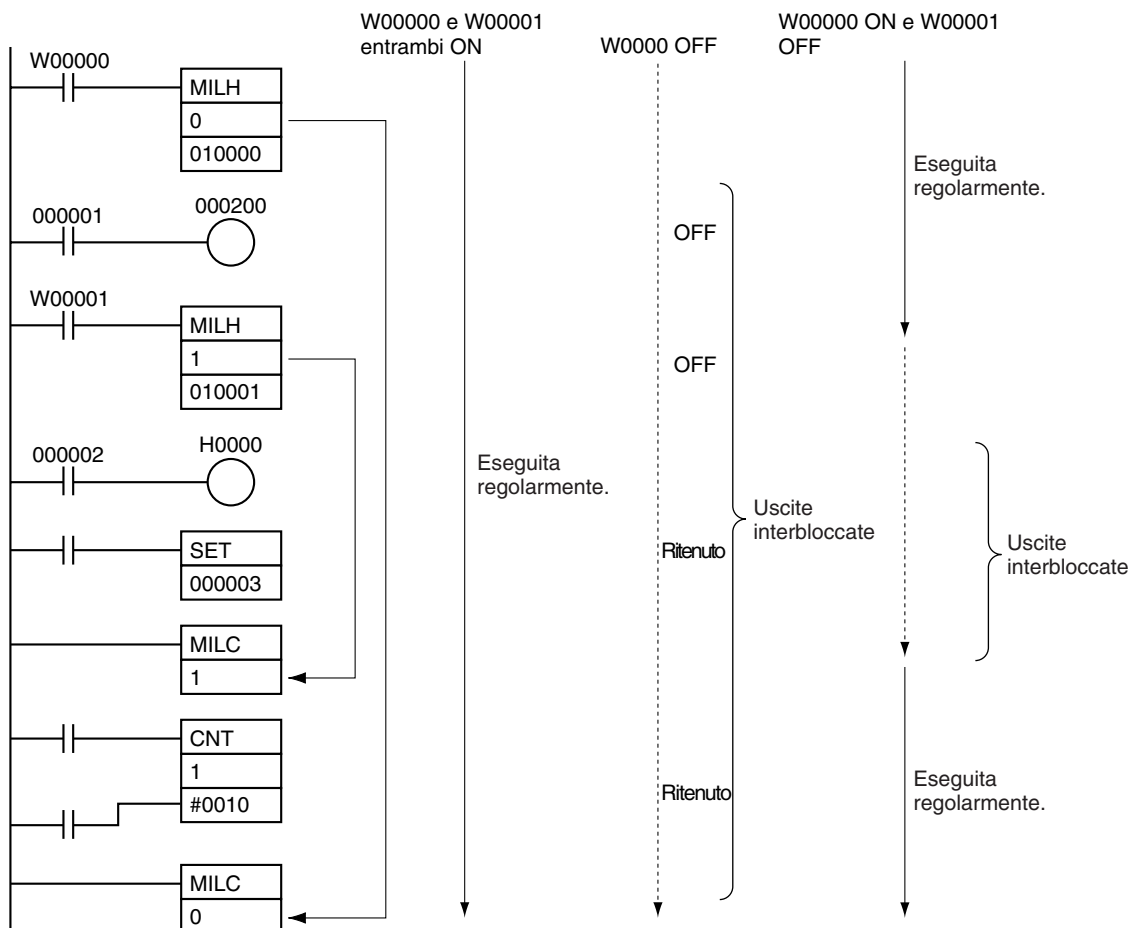 W00000 e W00001
entrambi ON
W0000 OFF
W00000 ON e W00001
OFF
W00000
MILH
0
010000
Eseguita
regolarmente.
000001
000200
OFF
W00001
MILH
1
010001
OFF
000002
H0000
Eseguita
regolarmente.
Uscite
interbloccate
SET
000003
Ritenuto
Uscite
interbloccate
MILC
1
CNT
1
#0010
Ritenuto
Eseguita
regolarmente.
MILC
0